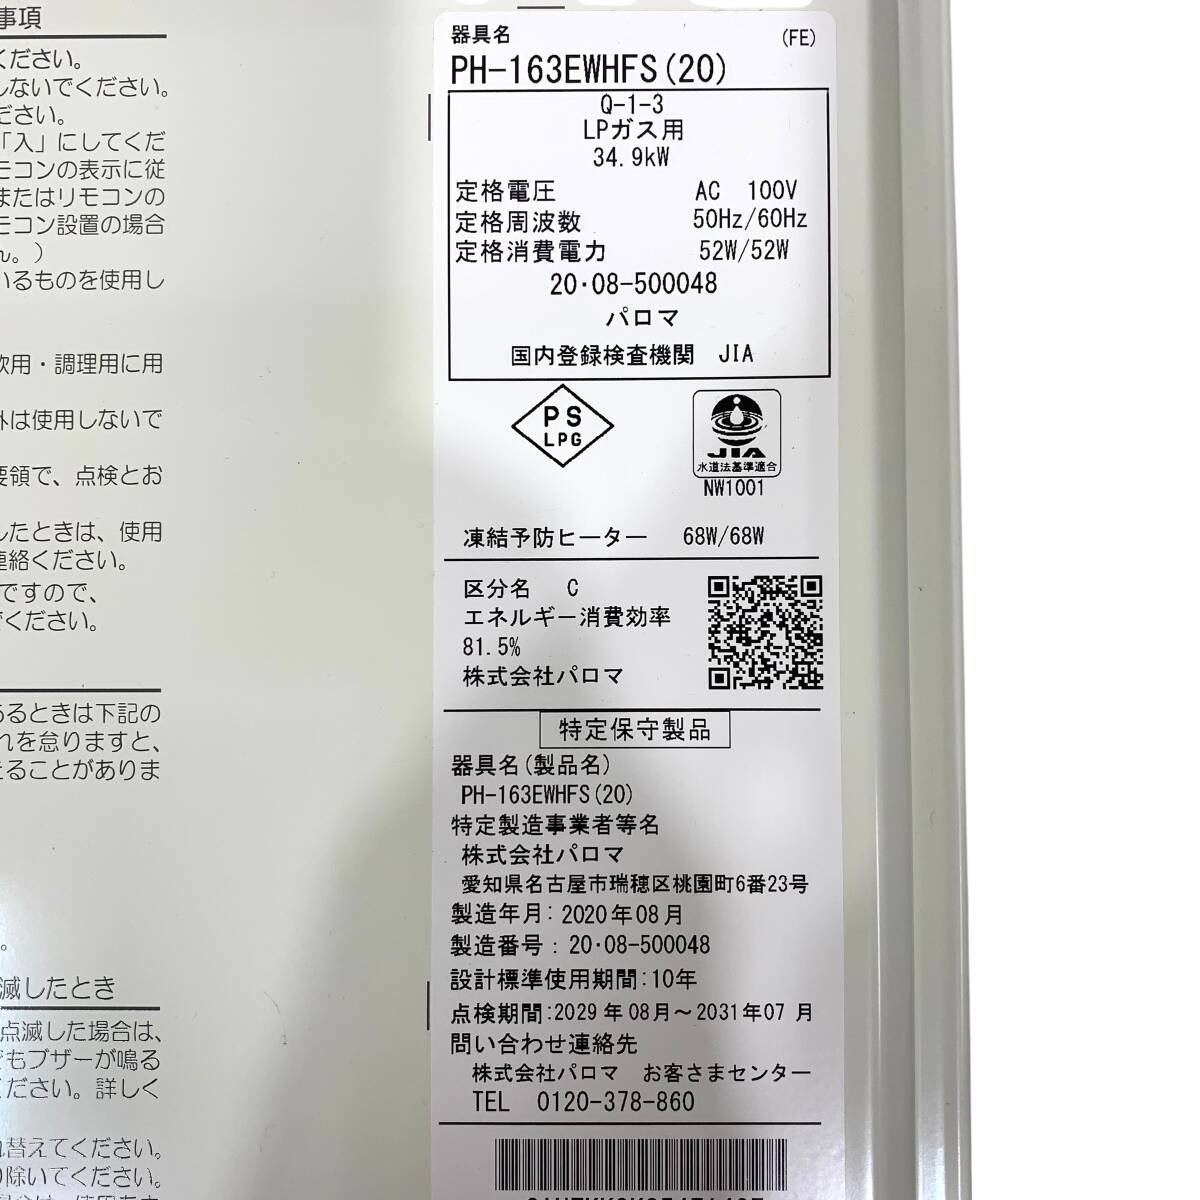 事項
ください。
しないでください。
ださい。
「入」にしてくだ
モコンの表示に従
またはリモコンの
モコン設置の場合
ん。）
いるものを使用し
飲用・調理用に用
外は使用しないで
要領で、点検とお
したときは、使用
連絡ください。
ですので、
でください。
あるときは下記の
れを怠りますと、
えることがありま
。
滅したとき
点滅した場合は、
でもブザーが鳴る
ください。詳しく
れ替えてください。
り除いてください。
器具名
(FE)
PH-163EWHFS(20)
Q-1-3
LPガス用
34.9kW
定格電圧 AC 100V
定格周波数 50Hz/60Hz
定格消費電力 52W/52W
20・08-500048
パロマ
国内登録検査機関 JIA
PS
LPG
JIA
水道法基準適合
NW1001
凍結予防ヒーター 68W/68W
区分名 C
エネルギー消費効率
81.5%
株式会社パロマ
特定保守製品
器具名(製品名)
PH-163EWHFS(20)
特定製造事業者等名
株式会社パロマ
愛知県名古屋市瑞穂区桃園町6番23号
製造年月：2020年08月
製造番号：20・08-500048
設計標準使用期間：10年
点検期間：2029年08月～2031年07月
問い合わせ連絡先
株式会社パロマ お客さまセンター
TEL 0120-378-860